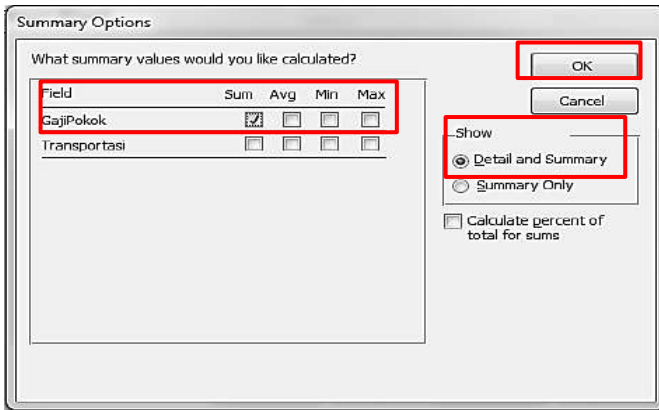 Summary Options
What summary values would you like calculated?
OK
Cancel
Field Sum Avg Min Max
GajiPokok
Transportasi
Show
Detail and Summary
Summary Only
Calculate percent of
total for sums